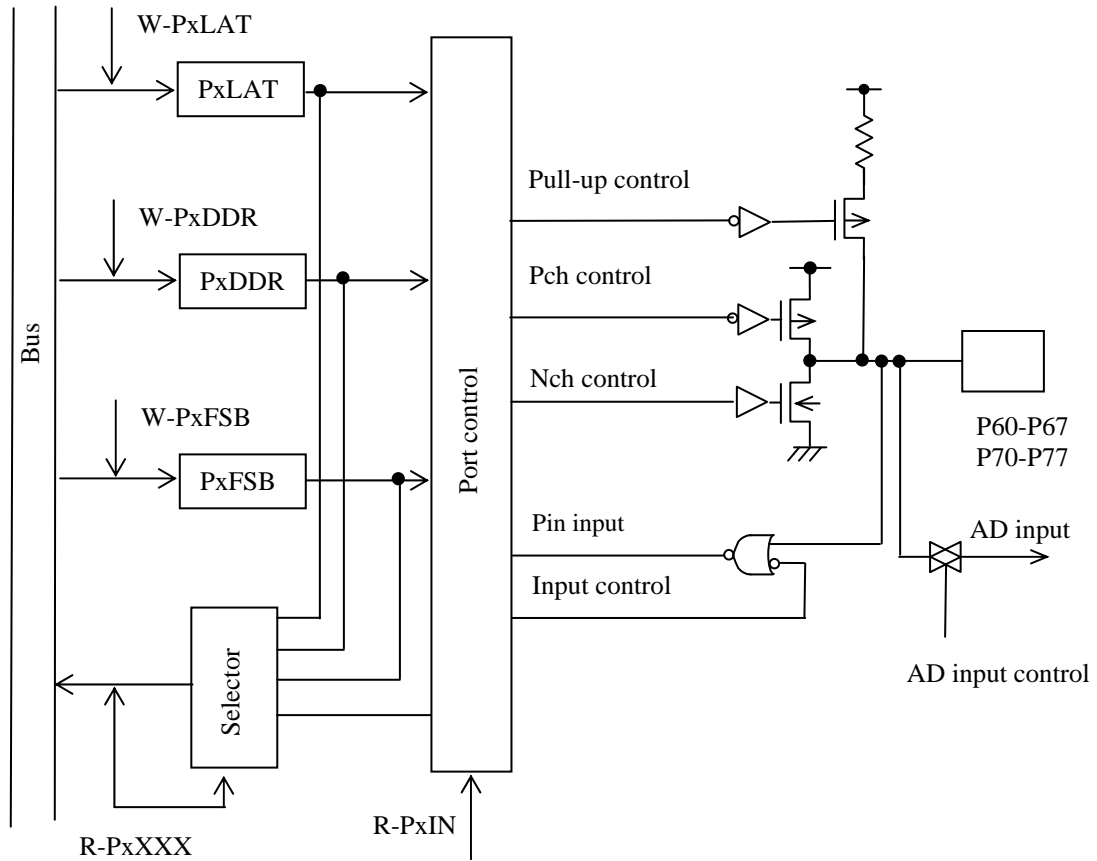 W-PxLAT
PxLAT
Pull-up control
W-PxDDR
PxDDR
Pch control
Bus
Nch control
W-PxFSB
PxFSB
Port control
P60-P67
P70-P77
Pin input
AD input
Input control
Selector
AD input control
R-PxIN
R-PxXXX